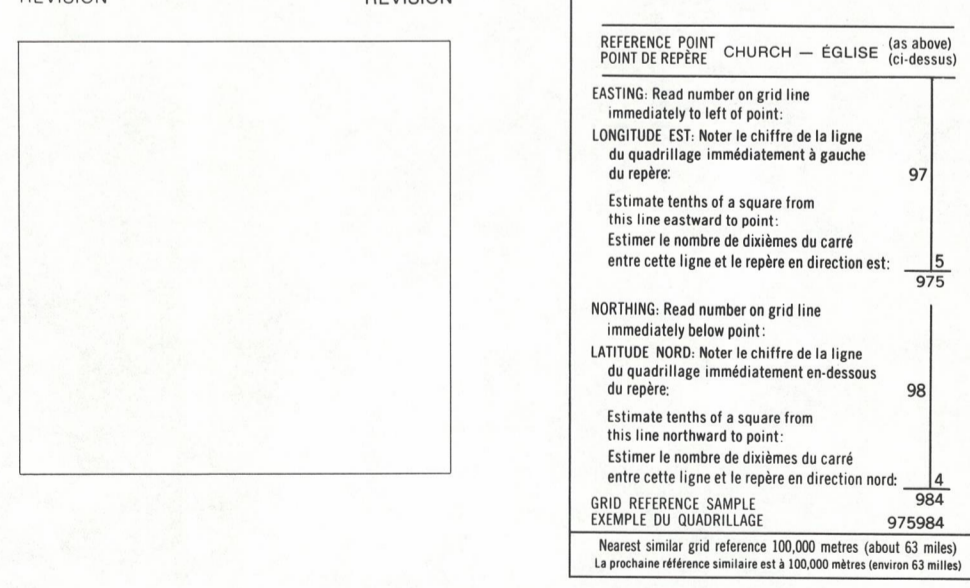 REVISION
REVISION
REFERENCE POINT
POINT DE REPÈRE
CHURCH — ÉGLISE
(as above)
(ci-dessus)
EASTING: Read number on grid line
immediately to left of point:
LONGITUDE EST: Noter le chiffre de la ligne
du quadrillage immédiatement à gauche
du repère: 97
Estimate tenths of a square from
this line eastward to point:
Estimer le nombre de dixièmes du carré
entre cette ligne et le repère en direction est: 5
975
NORTHING: Read number on grid line
immediately below point:
LATITUDE NORD: Noter le chiffre de la ligne
du quadrillage immédiatement en-dessous
du repère: 98
Estimate tenths of a square from
this line northward to point:
Estimer le nombre de dixièmes du carré
entre cette ligne et le repère en direction nord: 4
GRID REFERENCE SAMPLE 984
EXEMPLE DU QUADRILLAGE 975984
Nearest similar grid reference 100,000 metres (about 63 miles)
La prochaine référence similaire est à 100,000 mètres (environ 63 milles)